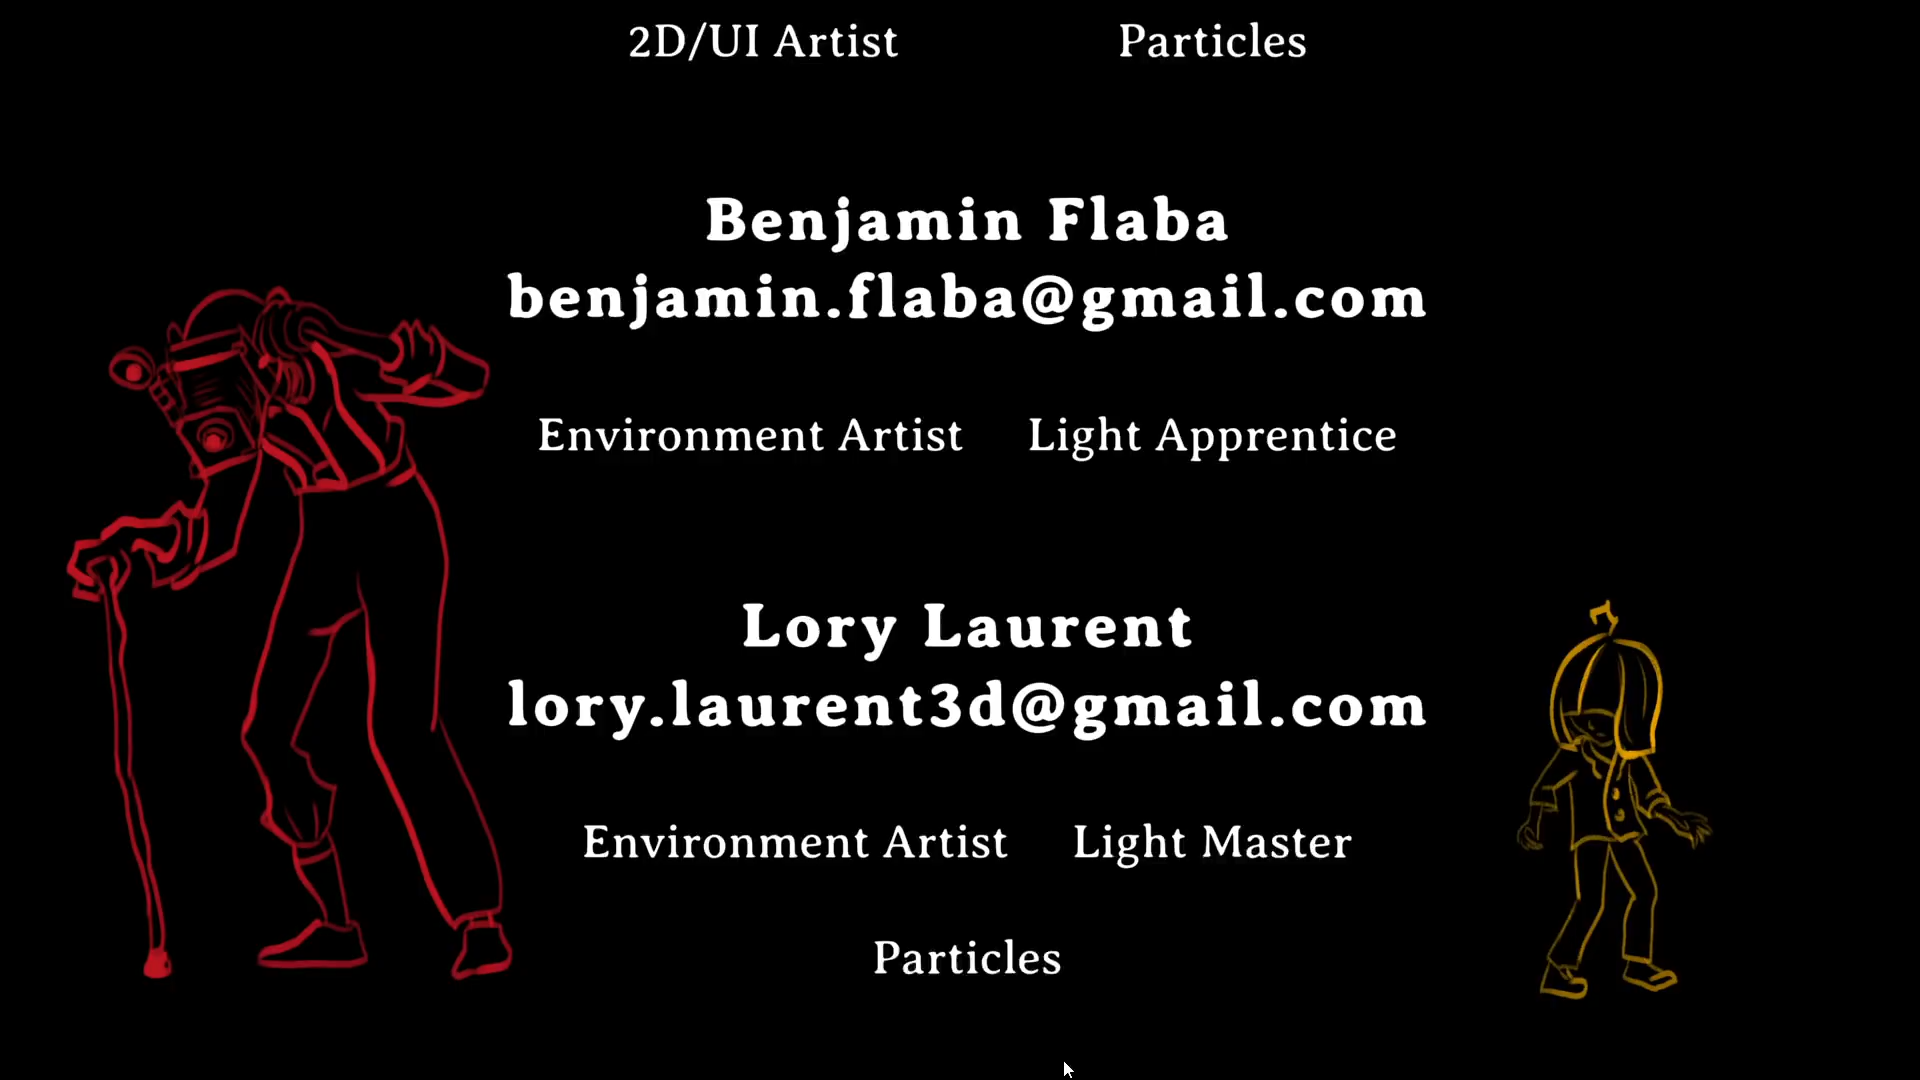 2D/UI Artist Particles
Benjamin Flaba
benjamin.flaba@gmail.com
Environment Artist Light Apprentice
Lory Laurent
lory.laurent3d@gmail.com
Environment Artist Light Master
Particles